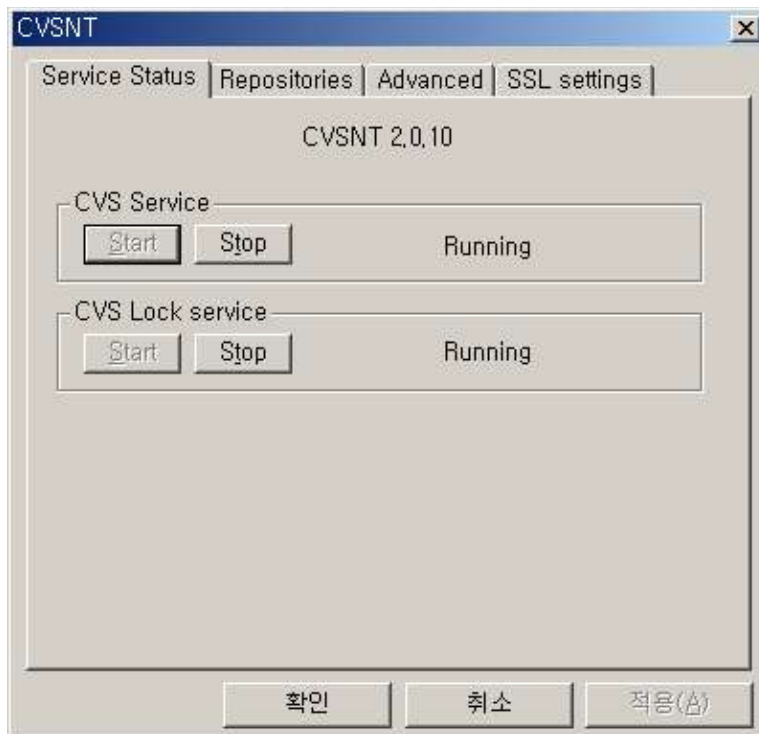 CVSNT
Service Status Repositories Advanced SSL settings
CVSNT 2,0,10
CVS Service
Start Stop Running
CVS Lock service
Start Stop Running
확인 취소 적용(A)